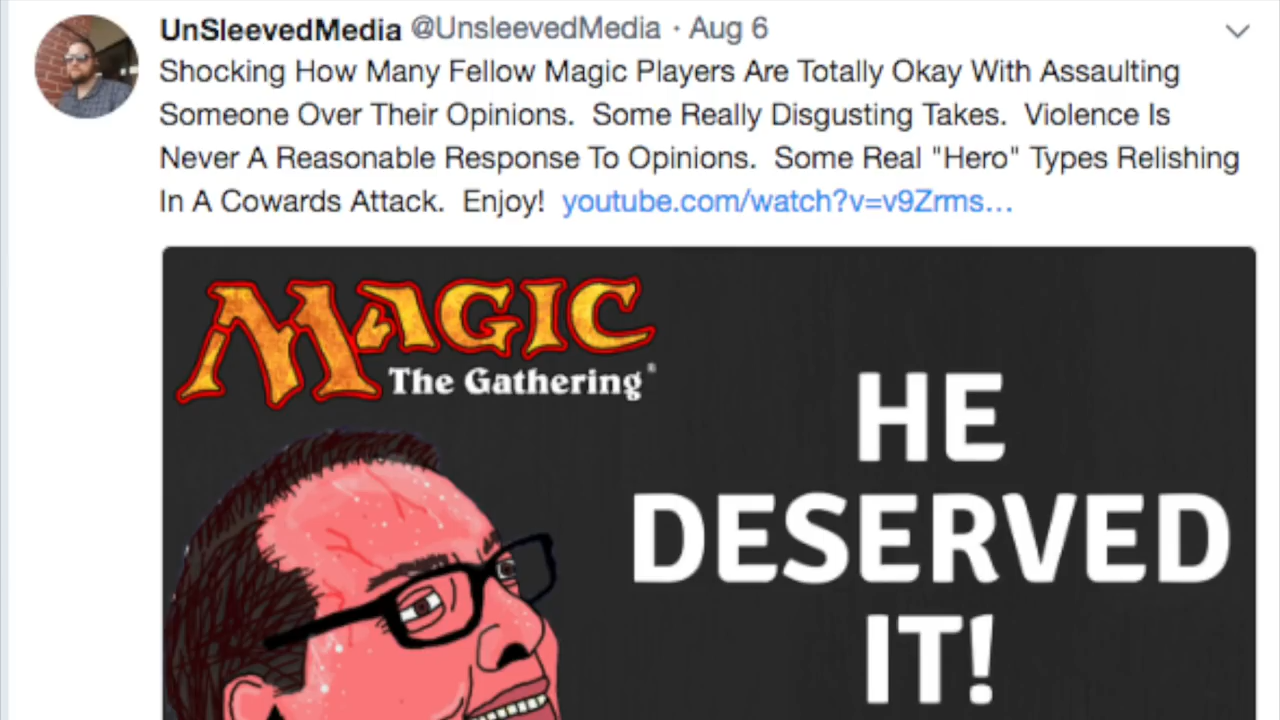 UnSleevedMedia @UnsleevedMedia · Aug 6
Shocking How Many Fellow Magic Players Are Totally Okay With Assaulting
Someone Over Their Opinions.  Some Really Disgusting Takes.  Violence Is
Never A Reasonable Response To Opinions.  Some Real "Hero" Types Relishing
In A Cowards Attack.  Enjoy!  youtube.com/watch?v=v9Zrms...
MAGIC
The Gathering®
HE
DESERVED
IT!